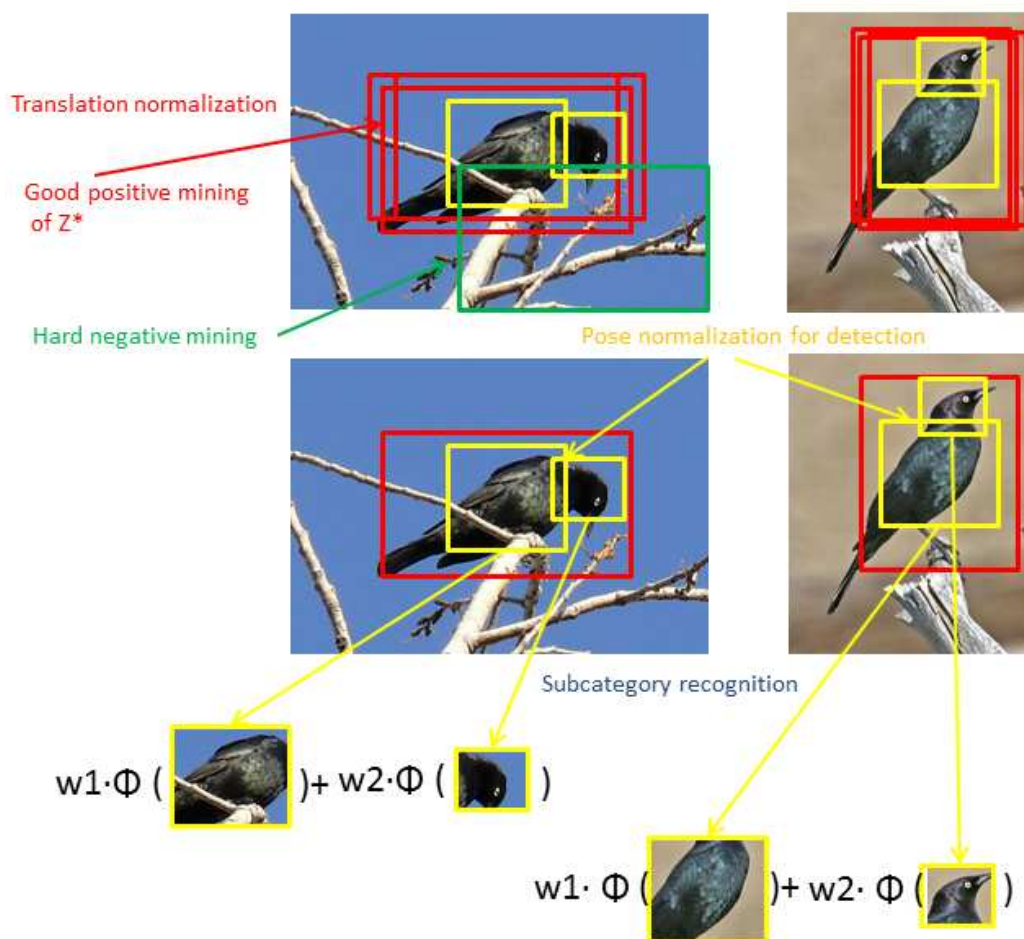 Translation normalization
Good positive mining
of Z*
Hard negative mining
Pose normalization for detection
Subcategory recognition
w1·Φ ( )+ w2·Φ ( )
w1· Φ ( )+ w2· Φ ( )